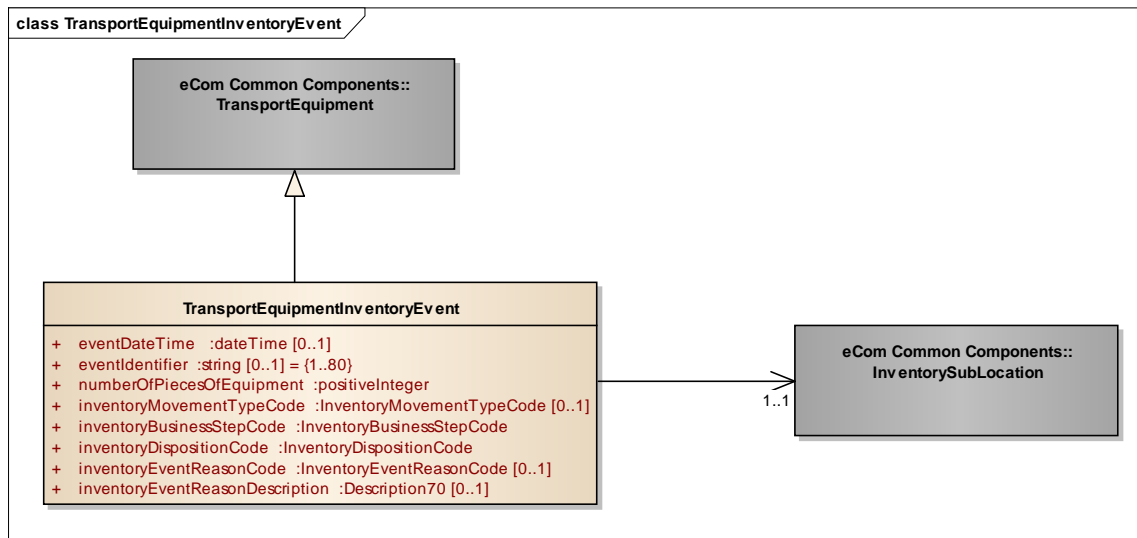 class TransportEquipmentInventoryEvent
eCom Common Components::
TransportEquipment
TransportEquipmentInventoryEvent
+ eventDateTime :dateTime [0..1]
+ eventIdentifier :string [0..1] = {1..80}
+ numberOfPiecesOfEquipment :positiveInteger
+ inventoryMovementTypeCode :InventoryMovementTypeCode [0..1]
+ inventoryBusinessStepCode :InventoryBusinessStepCode
+ inventoryDispositionCode :InventoryDispositionCode
+ inventoryEventReasonCode :InventoryEventReasonCode [0..1]
+ inventoryEventReasonDescription :Description70 [0..1]
1..1
eCom Common Components::
InventorySubLocation